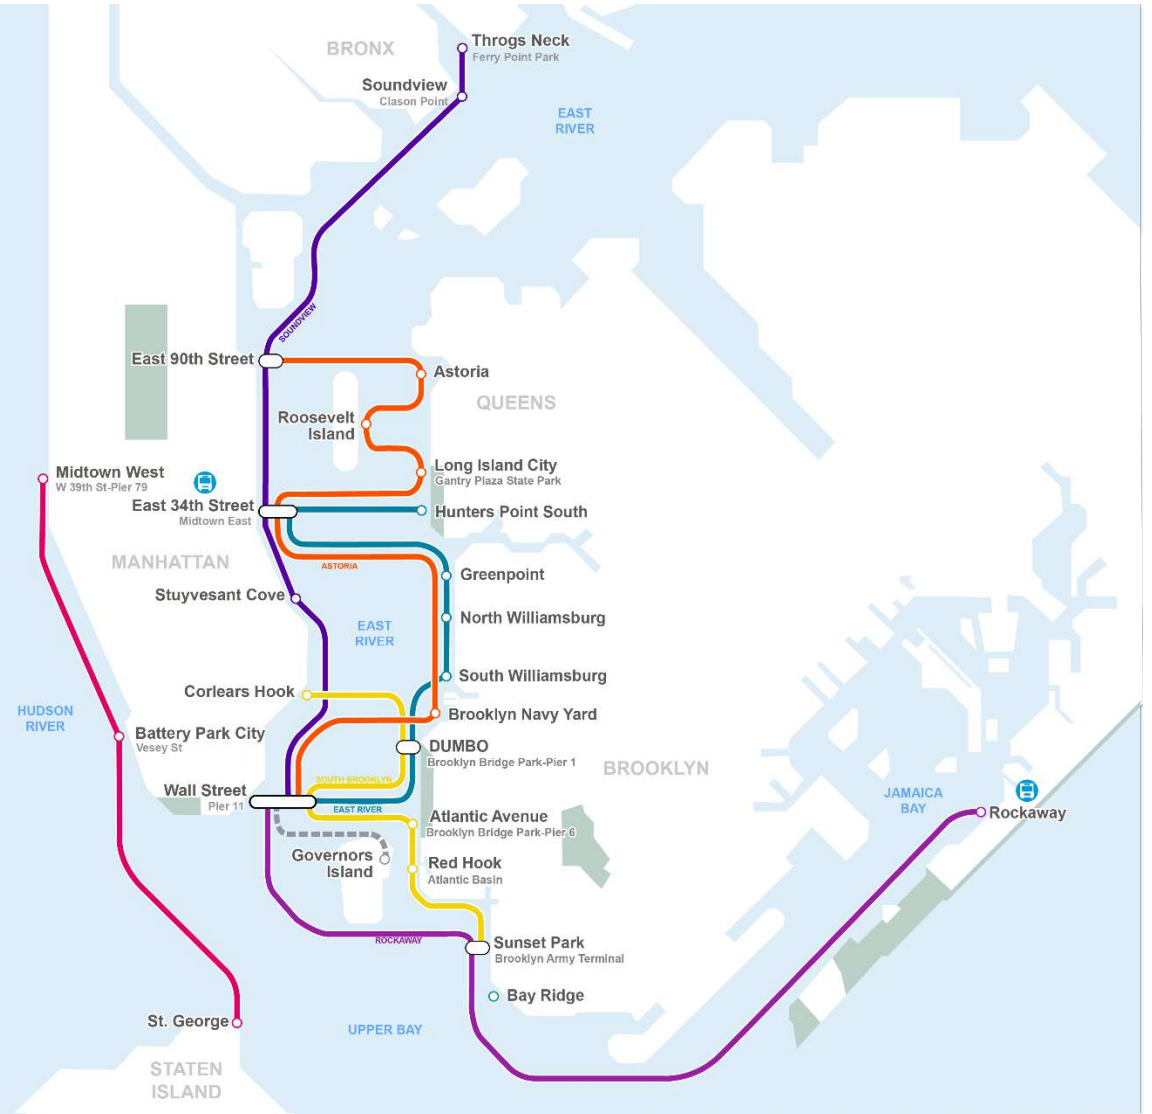 BRONX
Throgs Neck
Ferry Point Park
Soundview
Clason Point
EAST
RIVER
SOUNDVIEW
East 90th Street
Astoria
QUEENS
Roosevelt
Island
Long Island City
Gantry Plaza State Park
Midtown West
W 39th St-Pier 79
East 34th Street
Midtown East
Hunters Point South
MANHATTAN
ASTORIA
Greenpoint
Stuyvesant Cove
North Williamsburg
EAST
RIVER
South Williamsburg
Corlears Hook
HUDSON
RIVER
Brooklyn Navy Yard
Battery Park City
Vesey St
DUMBO
Brooklyn Bridge Park-Pier 1
BROOKLYN
SOUTH BROOKLYN
Wall Street
Pier 11
EAST RIVER
JAMAICA
BAY
Rockaway
Atlantic Avenue
Brooklyn Bridge Park-Pier 6
Governors
Island
Red Hook
Atlantic Basin
ROCKAWAY
Sunset Park
Brooklyn Army Terminal
Bay Ridge
St. George
UPPER BAY
STATEN
ISLAND